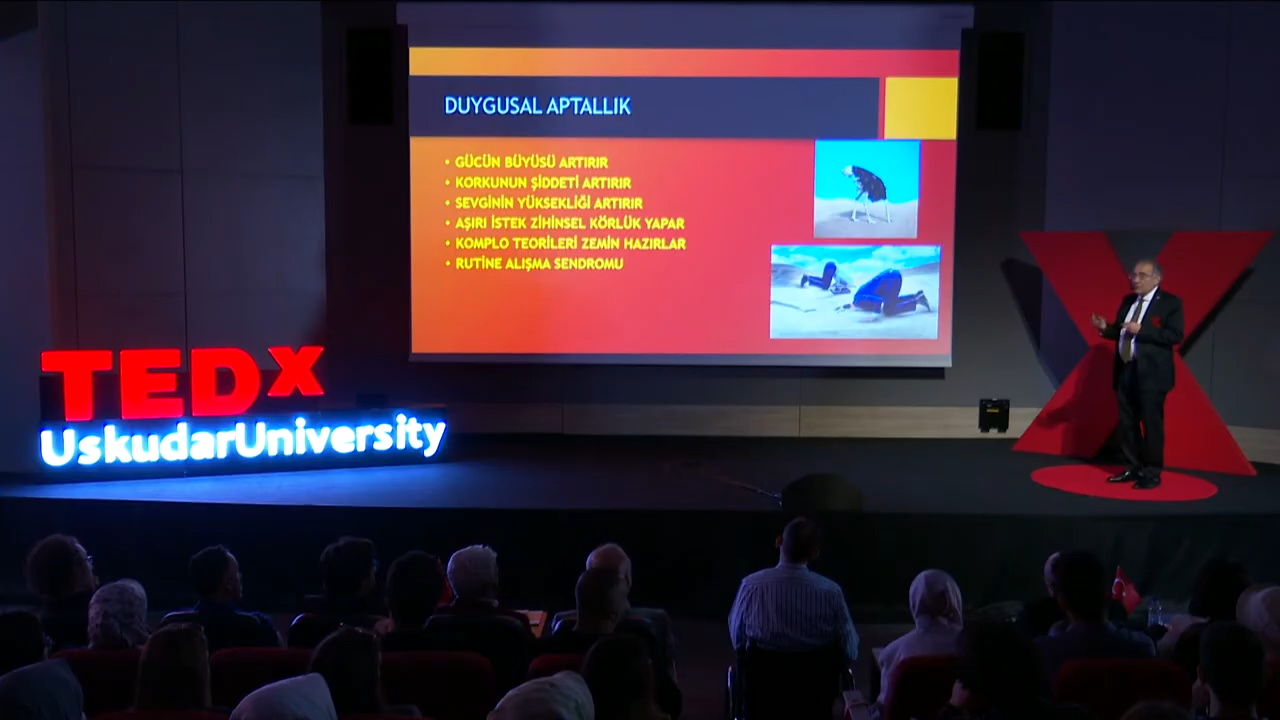 DUYGUSAL APTALLIK
• GÜCÜN BÜYÜSÜ ARTIRIR
• KORKUNUN ŞİDDETİ ARTIRIR
• SEVGİNİN YÜKSEKLİĞİ ARTIRIR
• AŞIRI İSTEK ZİHİNSEL KÖRLÜK YAPAR
• KOMPLO TEORİLERİ ZEMİN HAZIRLAR
• RUTİNE ALIŞMA SENDROMU
X
TEDx
UskudarUniversity